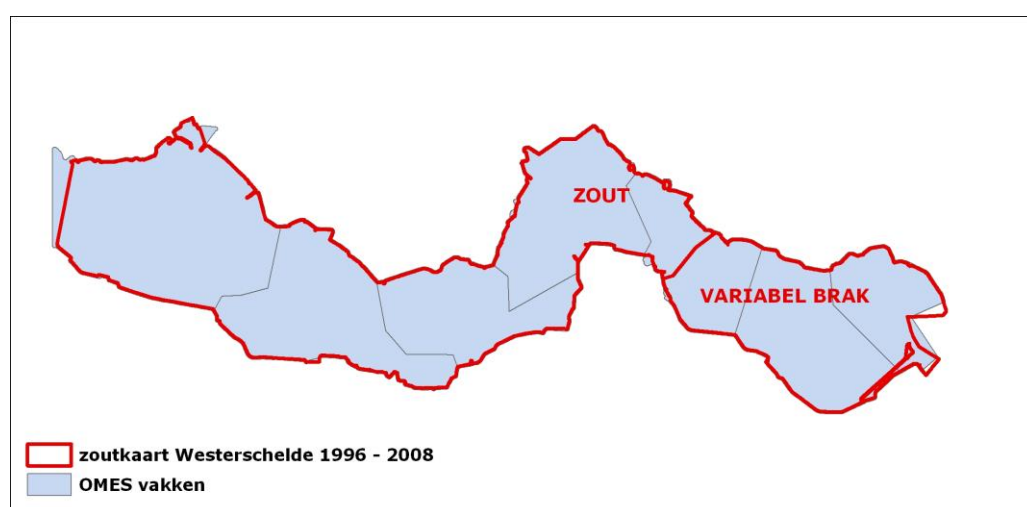 ZOUT
VARIABEL BRAK
zoutkaart Westerschelde 1996 - 2008
OMES vakken